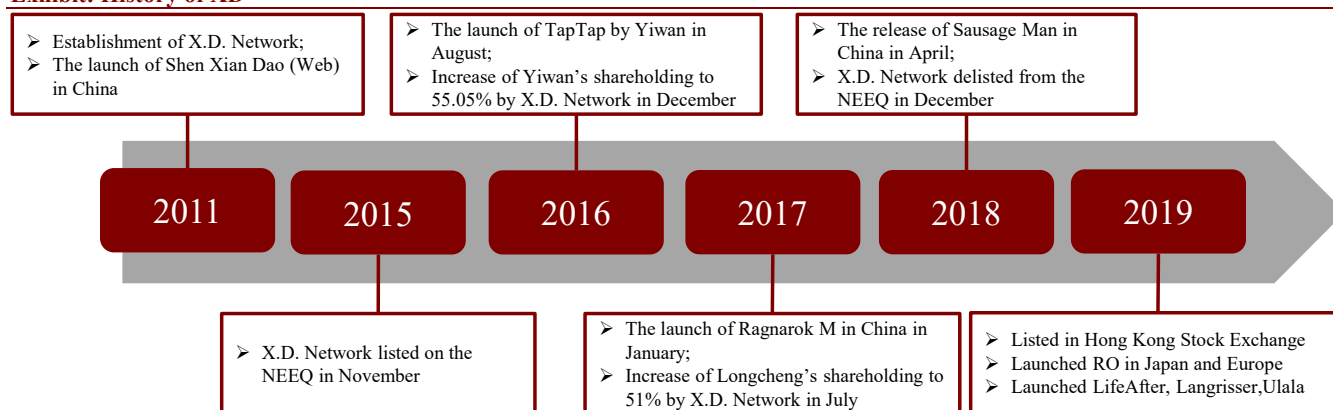 Exhibit: History of XD
➢ Establishment of X.D. Network;
➢ The launch of Shen Xian Dao (Web)
in China
➢ The launch of TapTap by Yiwan in
August;
➢ Increase of Yiwan’s shareholding to
55.05% by X.D. Network in December
➢ The release of Sausage Man in
China in April;
➢ X.D. Network delisted from the
NEEQ in December
2011
2015
2016
2017
2018
2019
➢ X.D. Network listed on the
NEEQ in November
➢ The launch of Ragnarok M in China in
January;
➢ Increase of Longcheng’s shareholding to
51% by X.D. Network in July
➢ Listed in Hong Kong Stock Exchange
➢ Launched RO in Japan and Europe
➢ Launched LifeAfter, Langrisser,Ulala